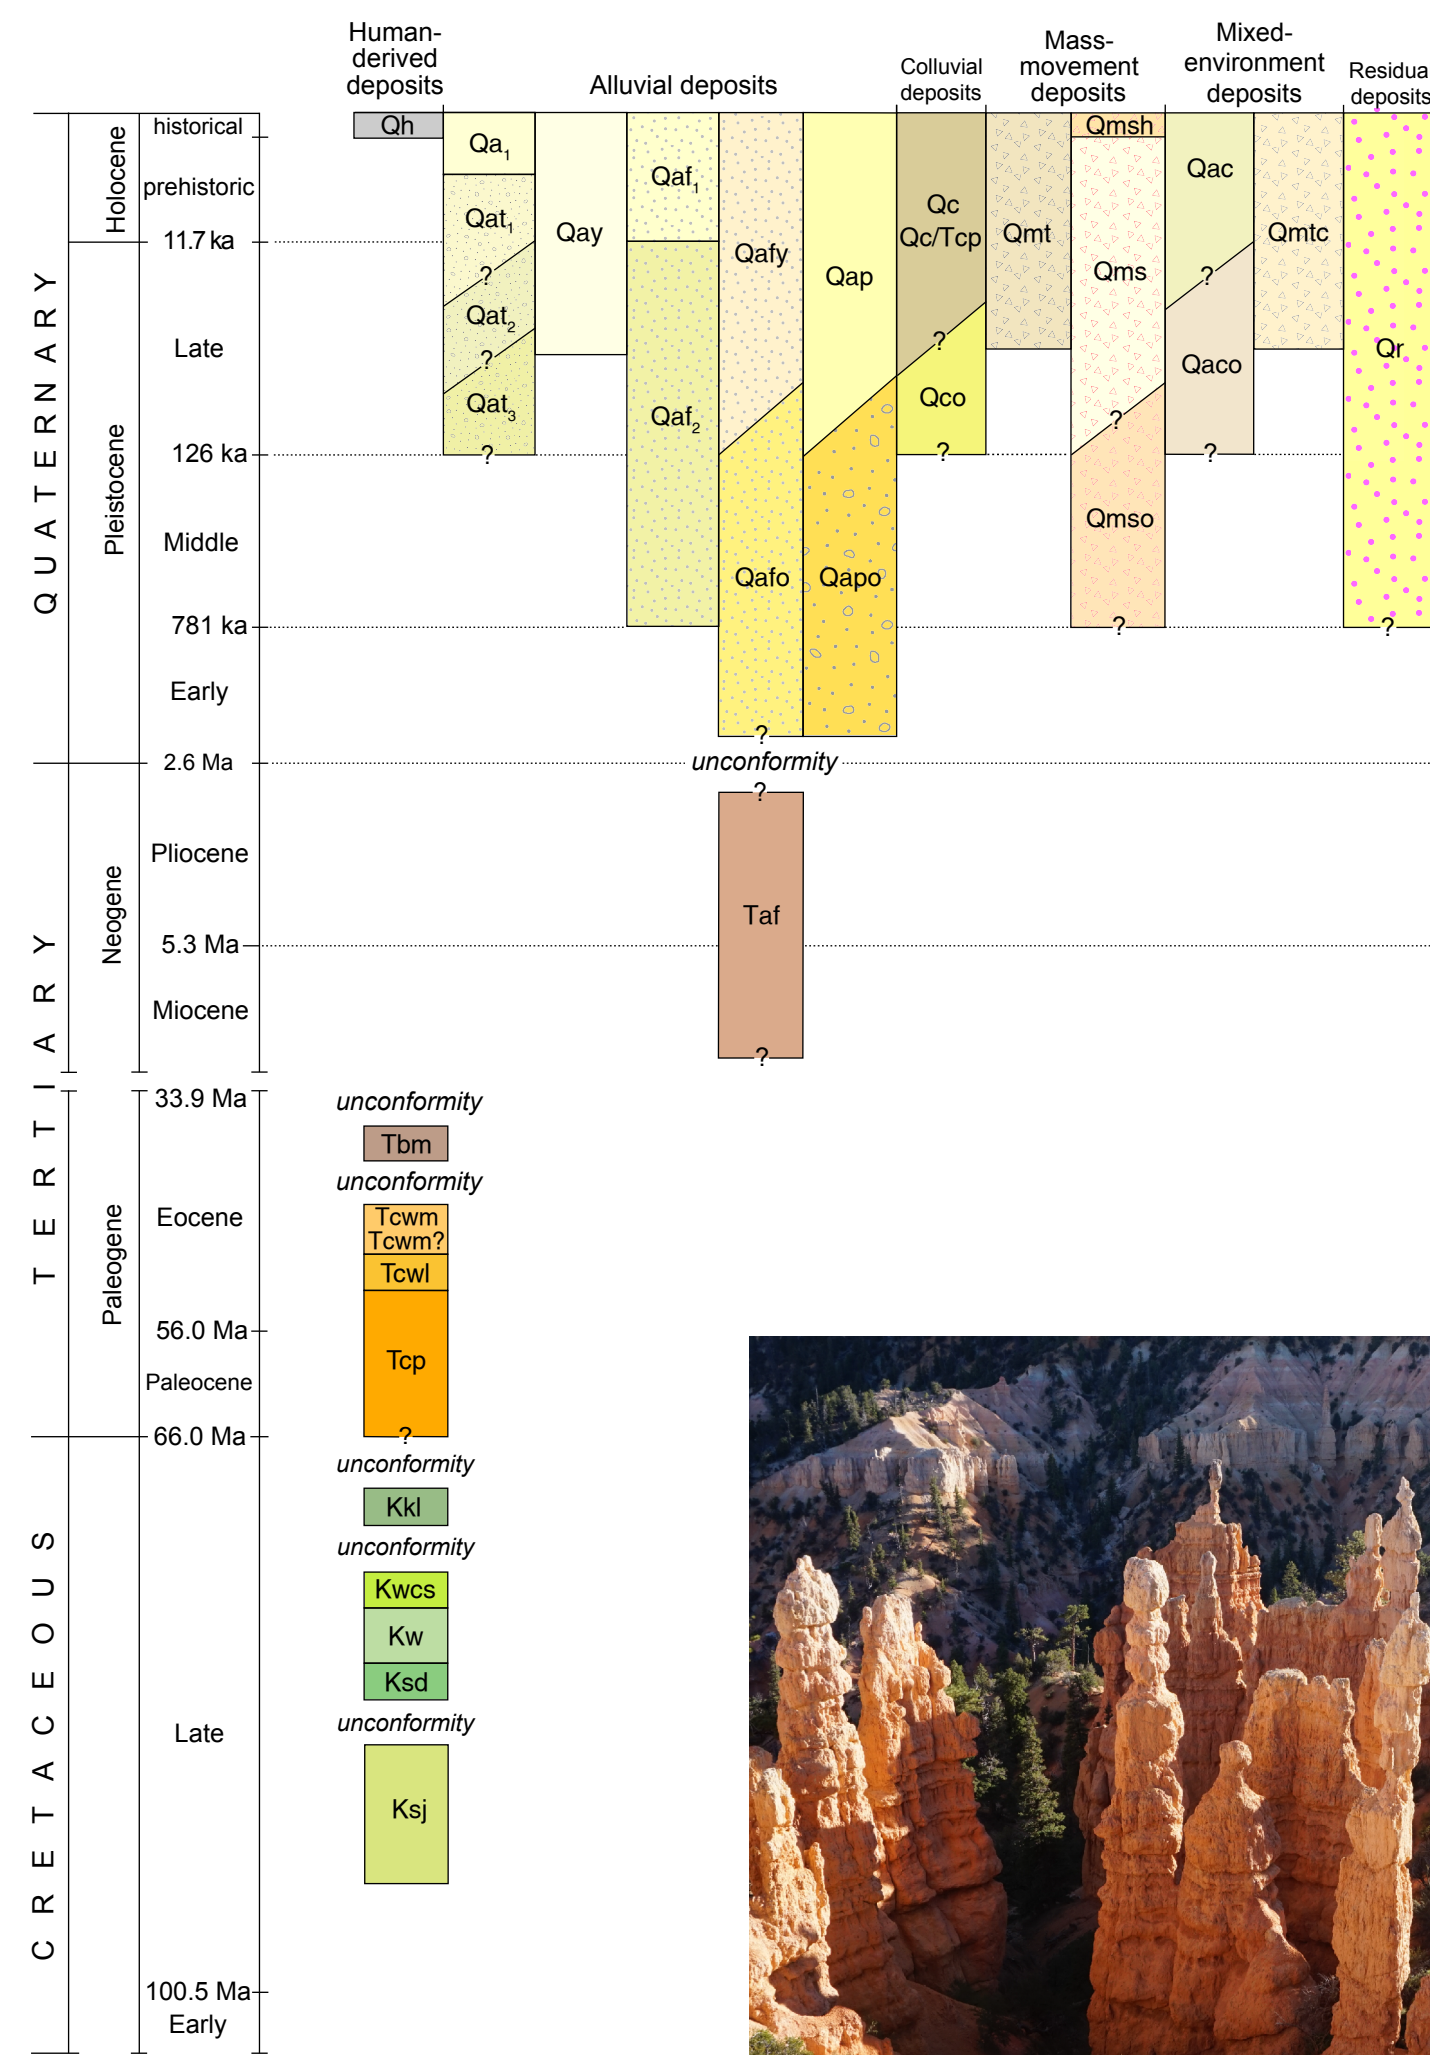 Human-
derived
deposits
Alluvial deposits
Colluvial
deposits
Mass-
movement
deposits
Mixed-
environment
deposits
Residua
deposits
QUATERNARY
Holocene
historical
prehistoric
11.7 ka
Pleistocene
Late
126 ka
Middle
781 ka
Early
2.6 Ma
Qh
Qa1
Qat1
?
Qat2
?
Qat3
?
Qay
Qaf1
Qaf2
Qafy
Qafo
?
Qap
Qapo
Qc
Qc/Tcp
?
Qco
?
Qmt
Qmsh
Qms
?
Qmso
?
Qac
?
Qaco
?
Qmtc
Qr
?
unconformity
TERTIARY
Neogene
Pliocene
5.3 Ma
Miocene
?
Taf
?
Paleogene
33.9 Ma
Eocene
56.0 Ma
Paleocene
66.0 Ma
unconformity
Tbm
unconformity
Tcwm
Tcwm?
Tcwl
Tcp
?
CRETACEOUS
Late
100.5 Ma
Early
unconformity
Kkl
unconformity
Kwcs
Kw
Ksd
unconformity
Ksj